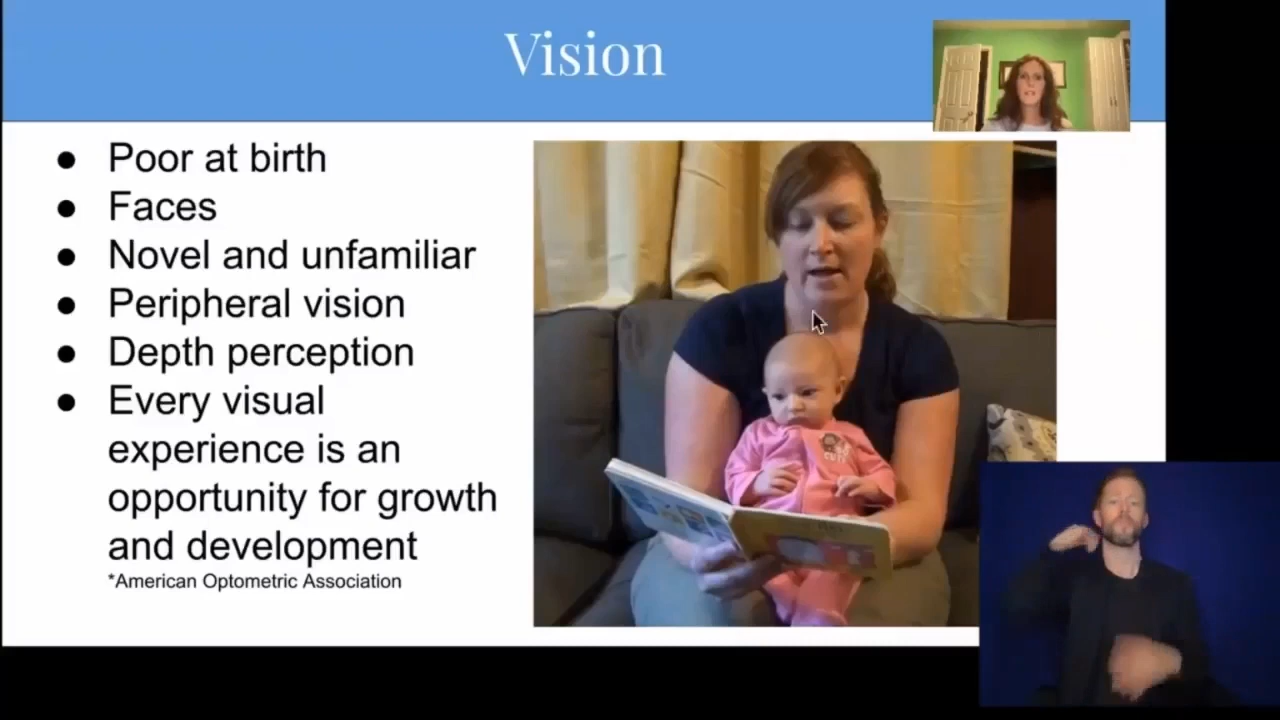 Vision
● Poor at birth
● Faces
● Novel and unfamiliar
● Peripheral vision
● Depth perception
● Every visual
experience is an
opportunity for growth
and development
*American Optometric Association